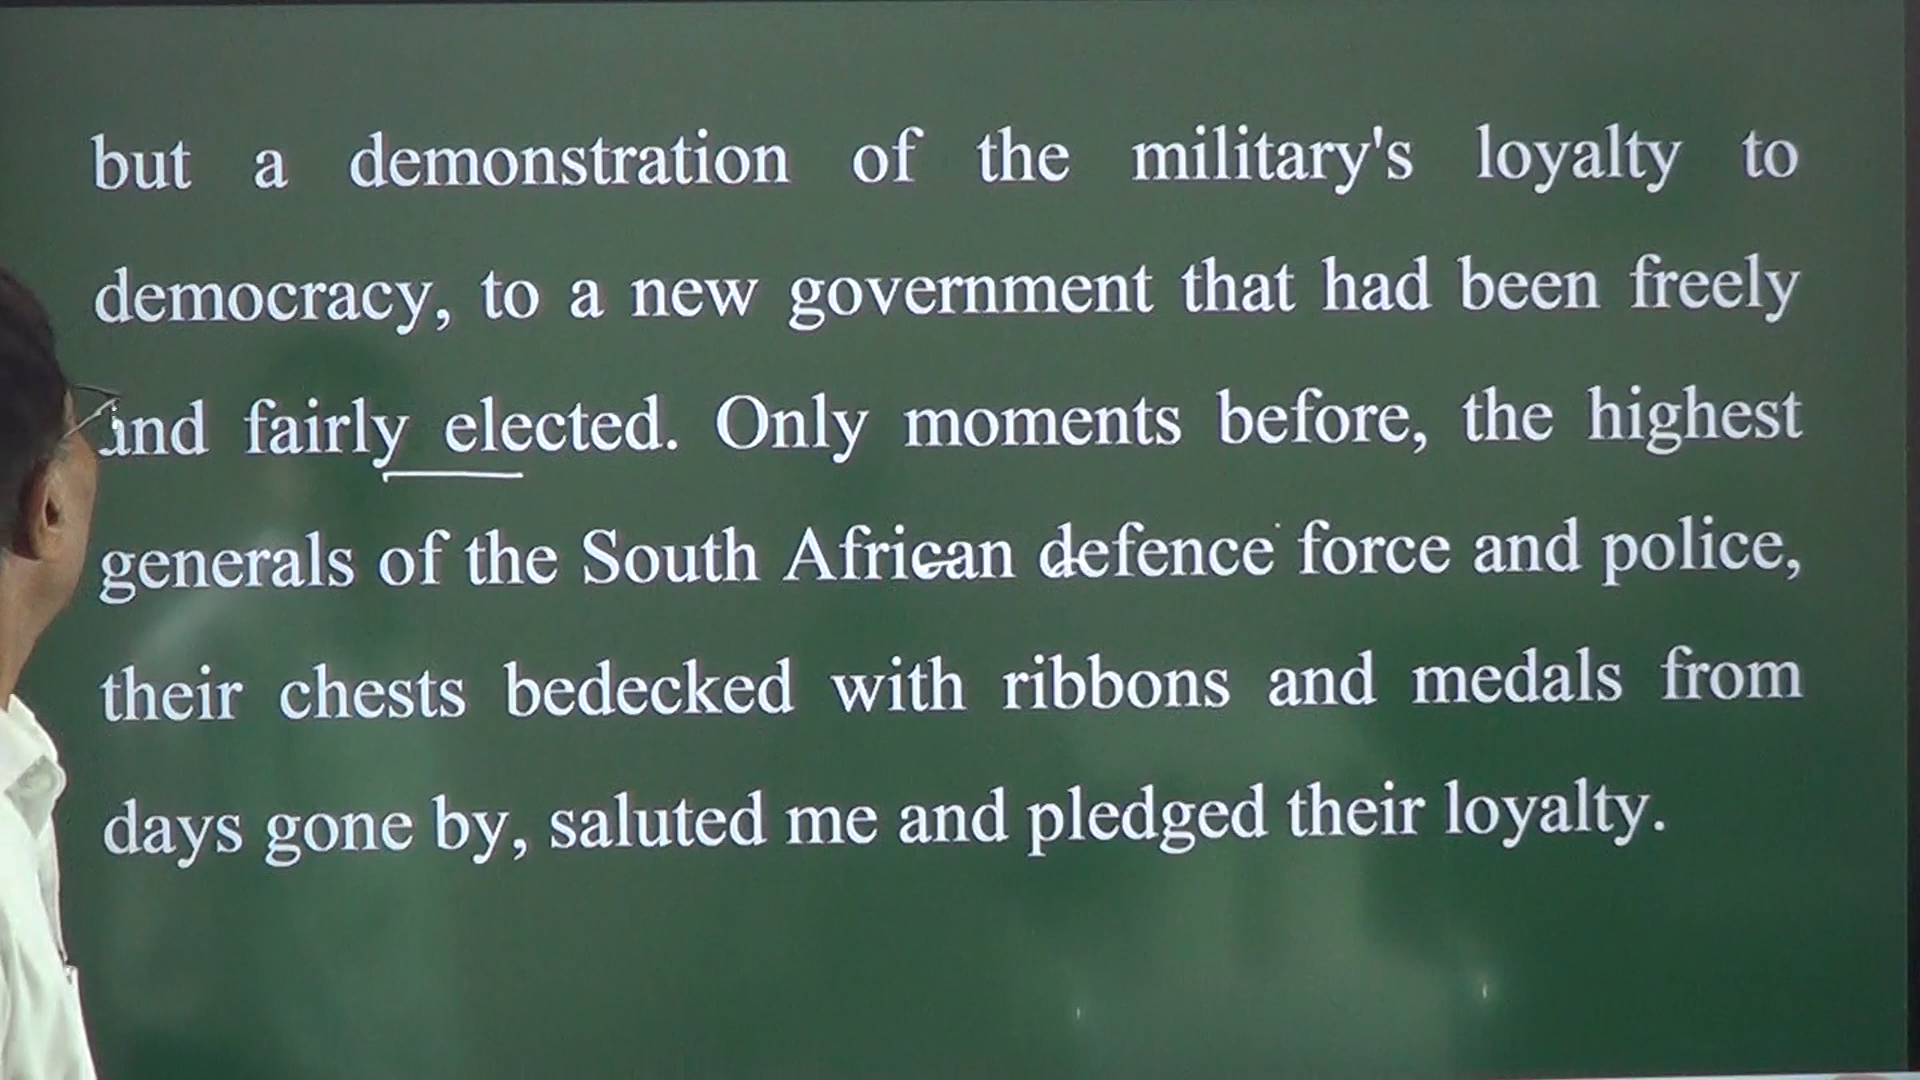 but a demonstration of the military's loyalty to
democracy, to a new government that had been freely
and fairly elected. Only moments before, the highest
generals of the South African defence force and police,
their chests bedecked with ribbons and medals from
days gone by, saluted me and pledged their loyalty.